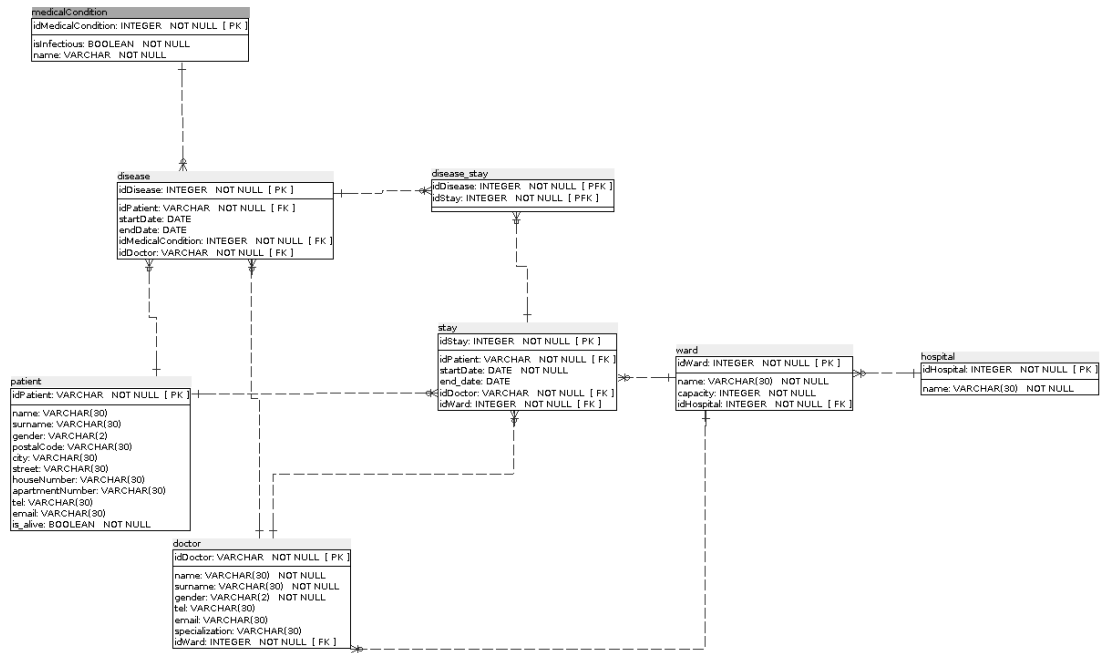 medicalCondition
idMedicalCondition: INTEGER NOT NULL [ PK ]
isInfectious: BOOLEAN NOT NULL
name: VARCHAR NOT NULL
disease
idDisease: INTEGER NOT NULL [ PK ]
idPatient: VARCHAR NOT NULL [ FK ]
startDate: DATE
endDate: DATE
idMedicalCondition: INTEGER NOT NULL [ FK ]
idDoctor: VARCHAR NOT NULL [ FK ]
disease_stay
idDisease: INTEGER NOT NULL [ PFK ]
idStay: INTEGER NOT NULL [ PFK ]
stay
idStay: INTEGER NOT NULL [ PK ]
idPatient: VARCHAR NOT NULL [ FK ]
startDate: DATE NOT NULL
end_date: DATE
idDoctor: VARCHAR NOT NULL [ FK ]
idWard: INTEGER NOT NULL [ FK ]
ward
idWard: INTEGER NOT NULL [ PK ]
name: VARCHAR(30) NOT NULL
capacity: INTEGER NOT NULL
idHospital: INTEGER NOT NULL [ FK ]
hospital
idHospital: INTEGER NOT NULL [ PK ]
name: VARCHAR(30) NOT NULL
patient
idPatient: VARCHAR NOT NULL [ PK ]
name: VARCHAR(30)
surname: VARCHAR(30)
gender: VARCHAR(2)
postalCode: VARCHAR(30)
city: VARCHAR(30)
street: VARCHAR(30)
houseNumber: VARCHAR(30)
apartmentNumber: VARCHAR(30)
tel: VARCHAR(30)
email: VARCHAR(30)
is_alive: BOOLEAN NOT NULL
doctor
idDoctor: VARCHAR NOT NULL [ PK ]
name: VARCHAR(30) NOT NULL
surname: VARCHAR(30) NOT NULL
gender: VARCHAR(2) NOT NULL
tel: VARCHAR(30)
email: VARCHAR(30)
specialization: VARCHAR(30)
idWard: INTEGER NOT NULL [ FK ]